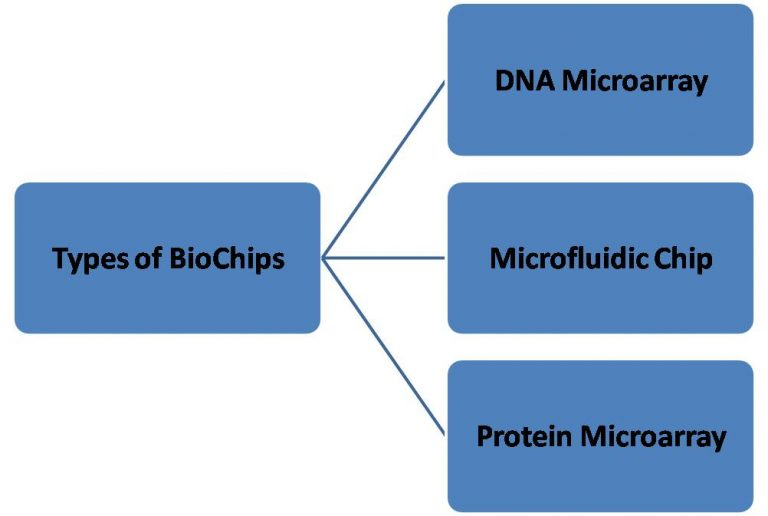 Types of BioChips
DNA Microarray
Microfluidic Chip
Protein Microarray